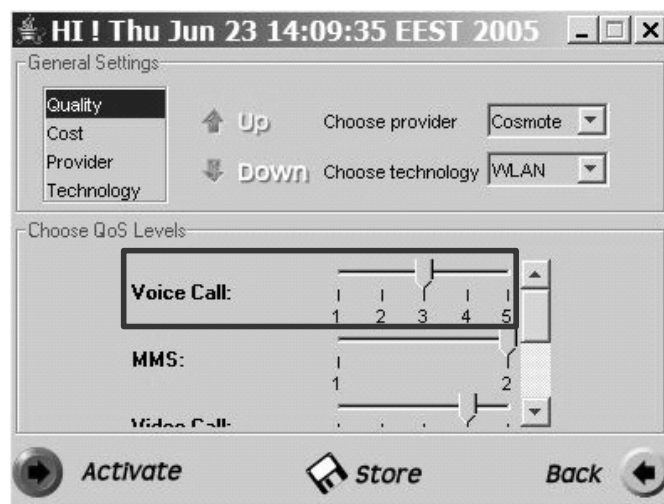 HI ! Thu Jun 23 14:09:35 EEST 2005
General Settings
Quality
Cost
Provider
Technology
Up
Down
Choose provider
Cosmote
Choose technology
WLAN
Choose QoS Levels
Voice Call:
1 2 3 4 5
MMS:
1 2
Video Call:
Activate
Store
Back